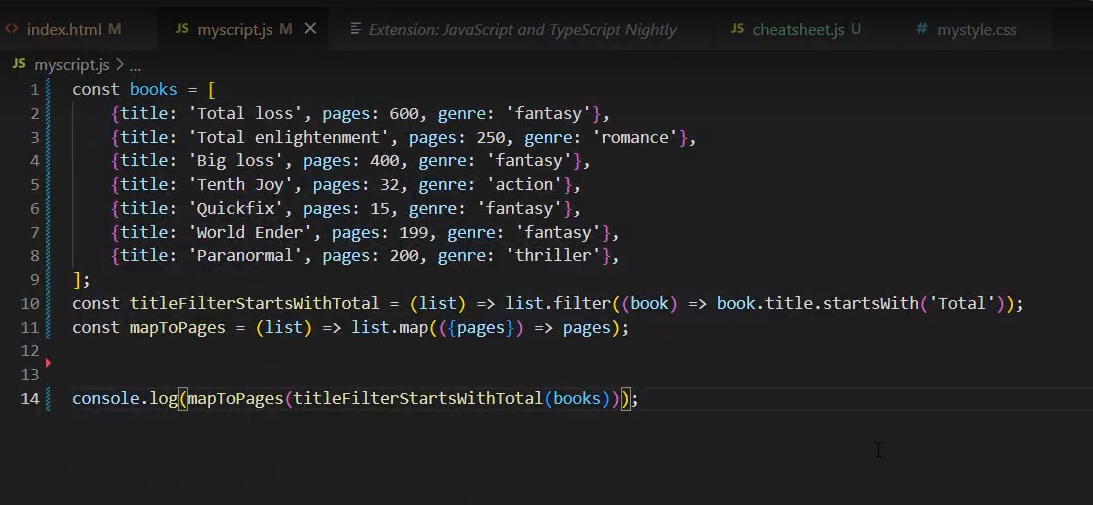 <> index.html M JS myscript.js M × Extension: JavaScript and TypeScript Nightly JS cheatsheet.js U # mystyle.css
JS myscript.js > ...
1 const books = [
2 {title: 'Total loss', pages: 600, genre: 'fantasy'},
3 {title: 'Total enlightenment', pages: 250, genre: 'romance'},
4 {title: 'Big loss', pages: 400, genre: 'fantasy'},
5 {title: 'Tenth Joy', pages: 32, genre: 'action'},
6 {title: 'Quickfix', pages: 15, genre: 'fantasy'},
7 {title: 'World Ender', pages: 199, genre: 'fantasy'},
8 {title: 'Paranormal', pages: 200, genre: 'thriller'},
9 ];
10 const titleFilterStartsWithTotal = (list) => list.filter((book) => book.title.startsWith('Total'));
11 const mapToPages = (list) => list.map(({pages}) => pages);
12
13
14 console.log(mapToPages(titleFilterStartsWithTotal(books)));